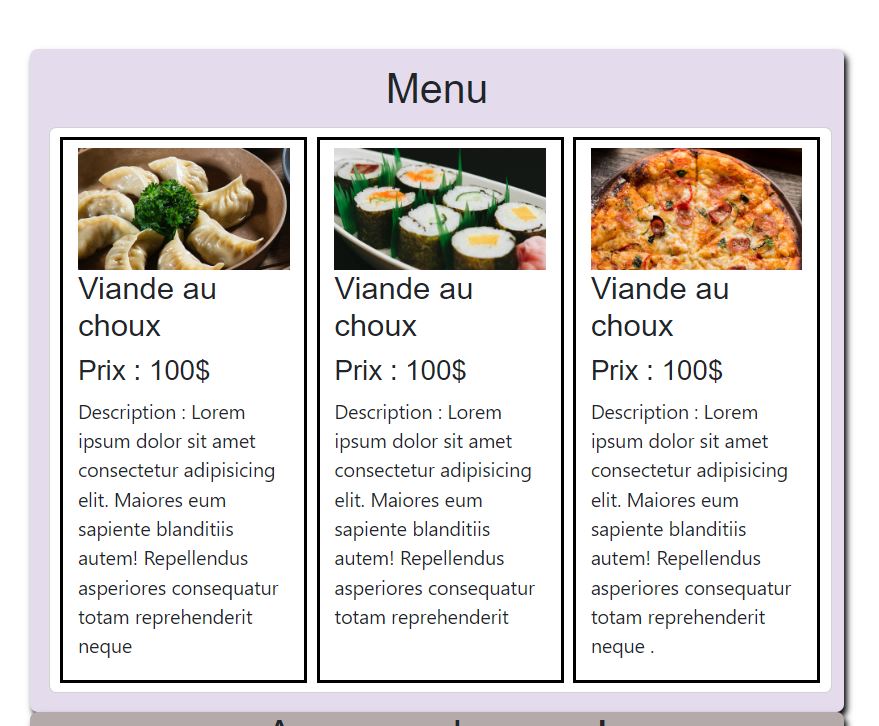 Menu
Viande au
choux
Prix : 100$
Description : Lorem
ipsum dolor sit amet
consectetur adipisicing
elit. Maiores eum
sapiente blanditiis
autem! Repellendus
asperiores consequatur
totam reprehenderit
neque
Viande au
choux
Prix : 100$
Description : Lorem
ipsum dolor sit amet
consectetur adipisicing
elit. Maiores eum
sapiente blanditiis
autem! Repellendus
asperiores consequatur
totam reprehenderit
Viande au
choux
Prix : 100$
Description : Lorem
ipsum dolor sit amet
consectetur adipisicing
elit. Maiores eum
sapiente blanditiis
autem! Repellendus
asperiores consequatur
totam reprehenderit
neque .